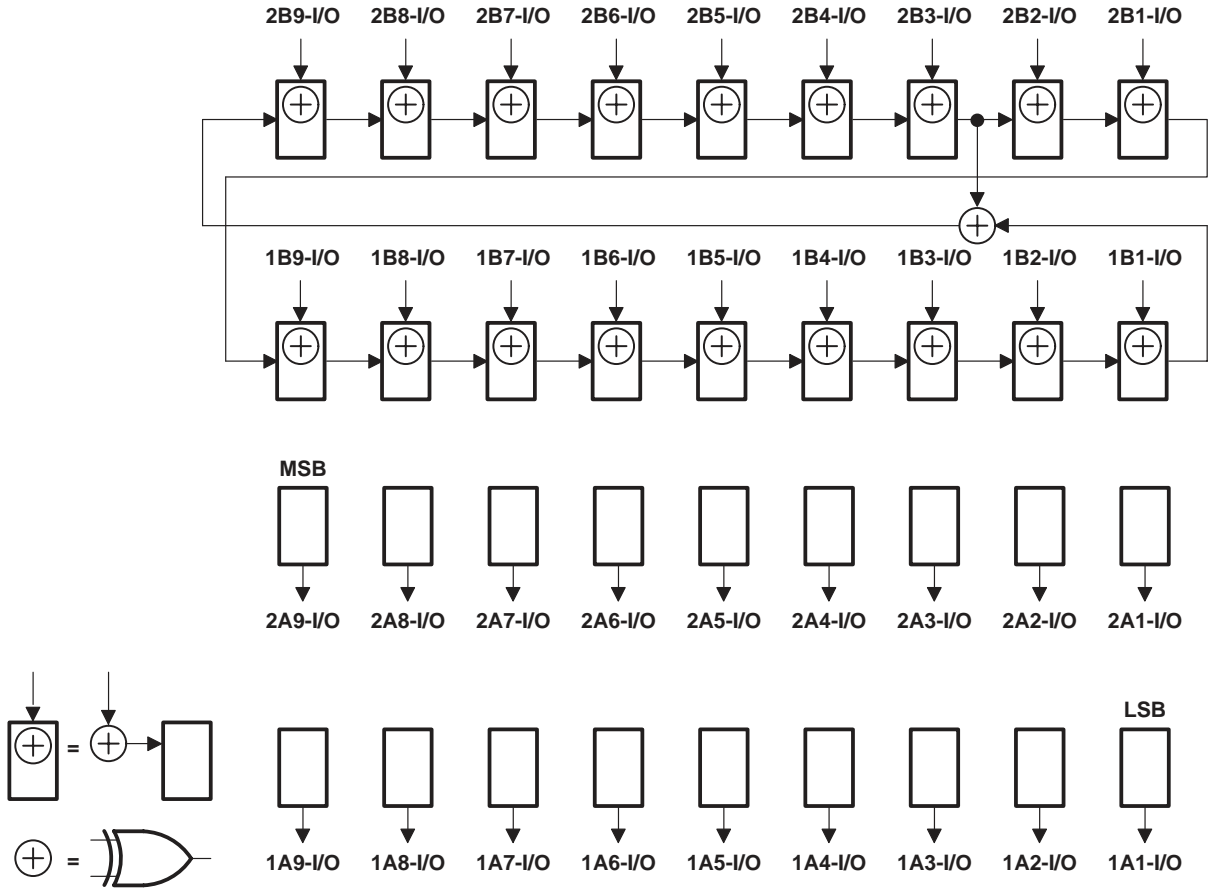 2B9-I/O 2B8-I/O 2B7-I/O 2B6-I/O 2B5-I/O 2B4-I/O 2B3-I/O 2B2-I/O 2B1-I/O
1B9-I/O 1B8-I/O 1B7-I/O 1B6-I/O 1B5-I/O 1B4-I/O 1B3-I/O 1B2-I/O 1B1-I/O
MSB
2A9-I/O 2A8-I/O 2A7-I/O 2A6-I/O 2A5-I/O 2A4-I/O 2A3-I/O 2A2-I/O 2A1-I/O
LSB
=
=
1A9-I/O 1A8-I/O 1A7-I/O 1A6-I/O 1A5-I/O 1A4-I/O 1A3-I/O 1A2-I/O 1A1-I/O